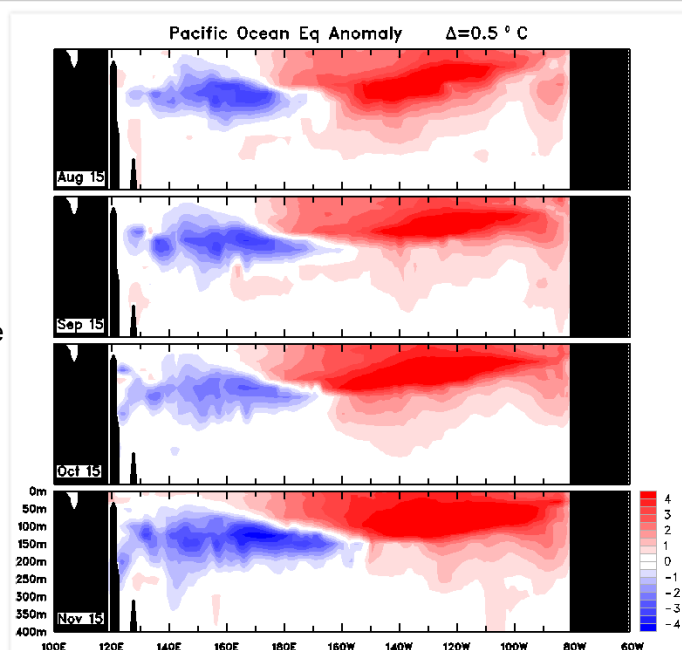 Pacific Ocean Eq Anomaly Δ=0.5 °C
Aug 15
e
Sep 15
Oct 15
0m
50m
100m
150m
200m
250m
300m
350m
400m
Nov 15
4
3
2
1
0
-1
-2
-3
-4
100E 120E 140E 160E 180E 160W 140W 120W 100W 80W 60W